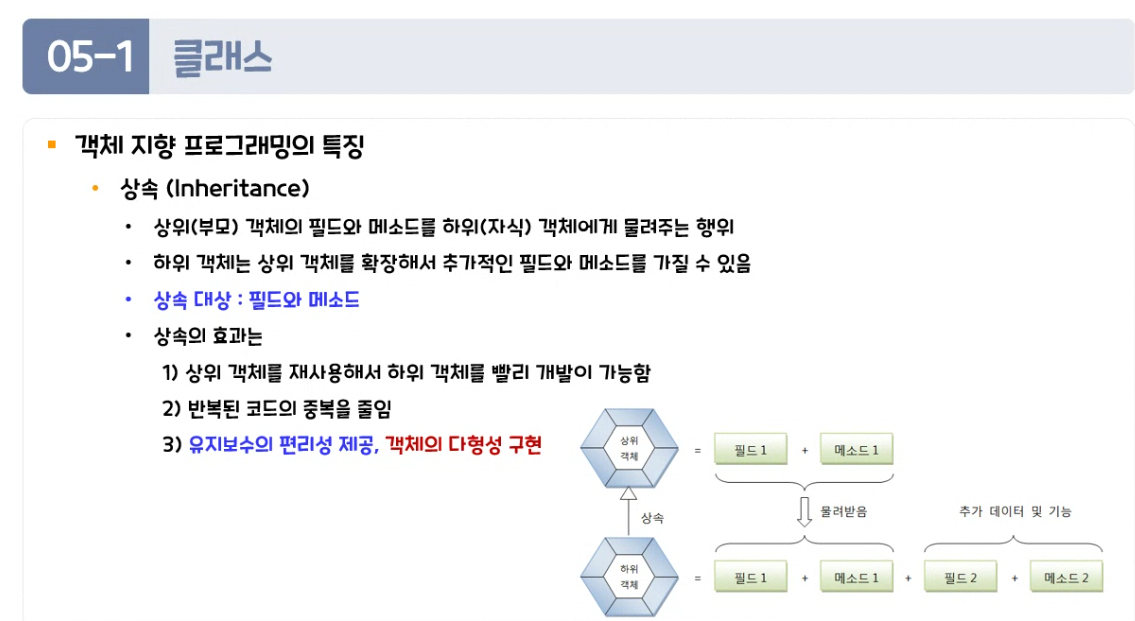 05-1 클래스
객체 지향 프로그래밍의 특징
상속 (Inheritance)
상위(부모) 객체의 필드와 메소드를 하위(자식) 객체에게 물려주는 행위
하위 객체는 상위 객체를 확장해서 추가적인 필드와 메소드를 가질 수 있음
상속 대상 : 필드와 메소드
상속의 효과는
1) 상위 객체를 재사용해서 하위 객체를 빨리 개발이 가능함
2) 반복된 코드의 중복을 줄임
3) 유지보수의 편리성 제공, 객체의 다형성 구현
상위
객체
= 필드 1 + 메소드 1
상속
물려받음
추가 데이터 및 기능
하위
객체
= 필드 1 + 메소드 1 + 필드 2 + 메소드 2